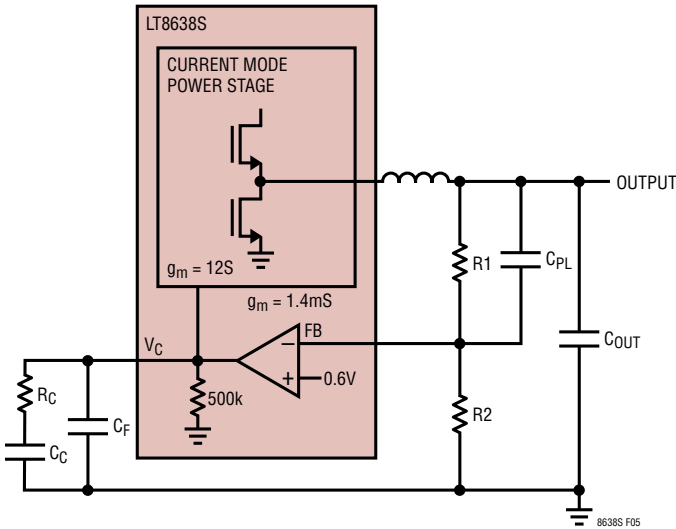 LT8638S
CURRENT MODE
POWER STAGE
OUTPUT
R1
CPL
gm = 12S
gm = 1.4mS
FB
COUT
VC
–
+
0.6V
RC
500k
CF
R2
CC
8638S F05